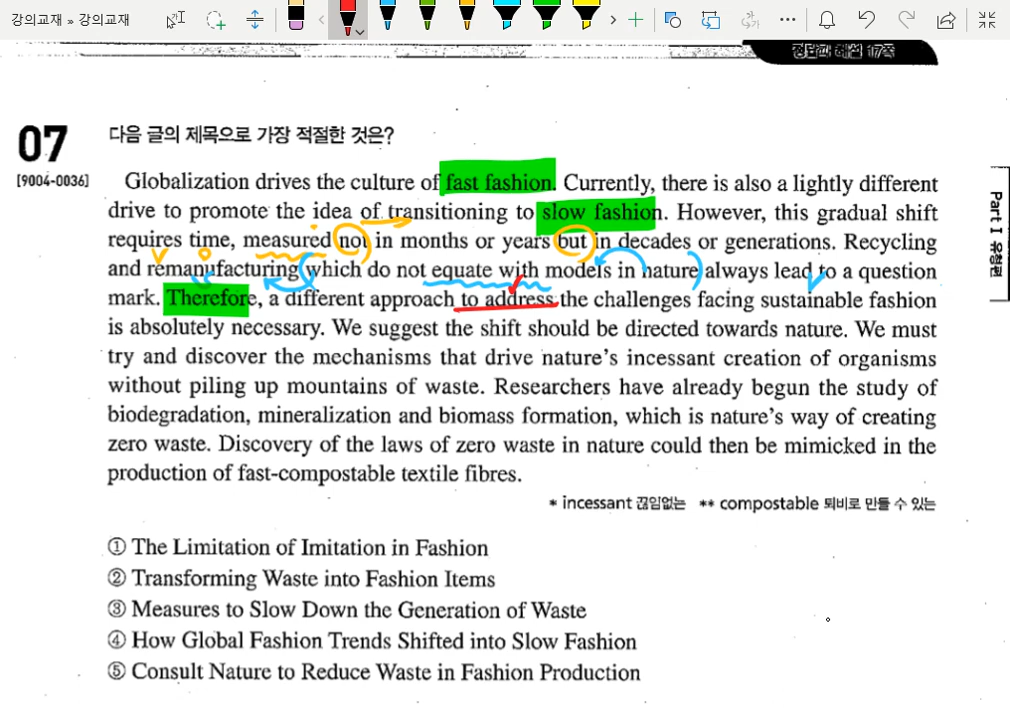 강의교재 » 강의교재
정답과 해설 17쪽
07
다음 글의 제목으로 가장 적절한 것은?
[9004-0036]
Globalization drives the culture of fast fashion. Currently, there is also a lightly different
drive to promote the idea of transitioning to slow fashion. However, this gradual shift
requires time, measured not in months or years but in decades or generations. Recycling
and remanufacturing (which do not equate with models in nature) always lead to a question
mark. Therefore, a different approach to address the challenges facing sustainable fashion
is absolutely necessary. We suggest the shift should be directed towards nature. We must
try and discover the mechanisms that drive nature's incessant creation of organisms
without piling up mountains of waste. Researchers have already begun the study of
biodegradation, mineralization and biomass formation, which is nature's way of creating
zero waste. Discovery of the laws of zero waste in nature could then be mimicked in the
production of fast-compostable textile fibres.
* incessant 끊임없는 ** compostable 퇴비로 만들 수 있는
① The Limitation of Imitation in Fashion
② Transforming Waste into Fashion Items
③ Measures to Slow Down the Generation of Waste
④ How Global Fashion Trends Shifted into Slow Fashion
⑤ Consult Nature to Reduce Waste in Fashion Production
Part I 유형편